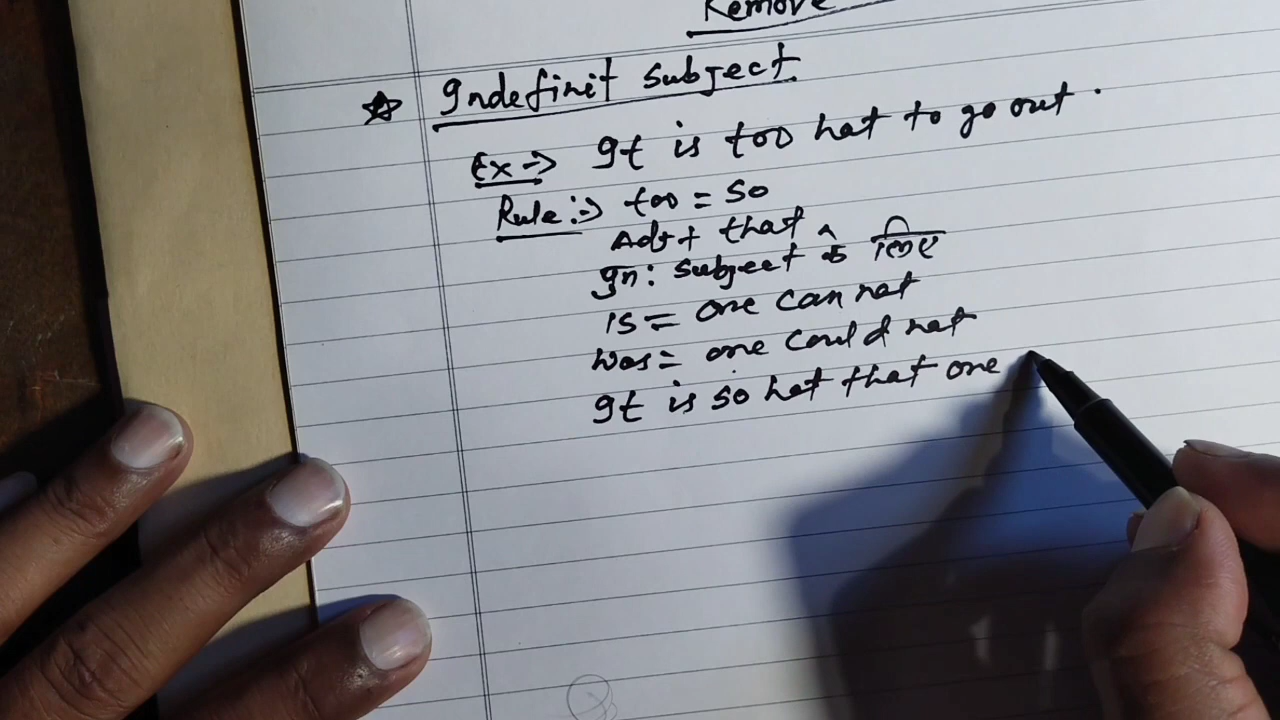 Remove
Indefinit subject
Ex => It is too hot to go out.
Rule :-> too = so
Adj + that
In: subject
is = one can not
was = one could not
It is so hot that one